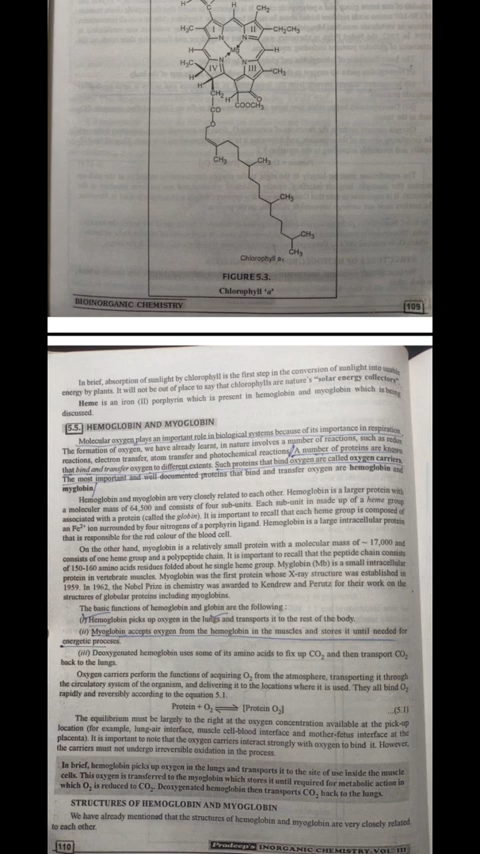 H
CH₂
I
II
III
IV
N
N
N
N
Mg
H₃C
CH₂CH₃
H
H
H₃C
CH₃
H
H
CH₂
H
CO
COOCH₃
O
O
CH₃
CH₃
CH₃
CH₃
CH₃
Chlorophyll a₁
FIGURE 5.3.
Chlorophyll 'a'
BIOINORGANIC CHEMISTRY
109
In brief, absorption of sunlight by chlorophyll is the first step in the conversion of sunlight into usable
energy by plants. It will not be out of place to say that chlorophylls are nature's "solar energy collectors".
Heme is an iron (II) porphyrin which is present in hemoglobin and myoglobin which is being
discussed.
5.5. HEMOGLOBIN AND MYOGLOBIN
Molecular oxygen plays an important role in biological systems because of its importance in respiration.
The formation of oxygen, we have already learnt, in nature involves a number of reactions, such as redox
reactions, electron transfer, atom transfer and photochemical reactions. A number of proteins are known
that bind and transfer oxygen to different extents. Such proteins that bind oxygen are called oxygen carriers.
The most important and well documented proteins that bind and transfer oxygen are hemoglobin and
myglobin.
Hemoglobin and myoglobin are very closely related to each other. Hemoglobin is a larger protein with
a moleculer mass of 64,500 and consists of four sub-units. Each sub-unit in made up of a heme group
associated with a protein (called the globin). It is important to recall that each heme group is composed of
an Fe²⁺ ion surrounded by four nitrogens of a porphyrin ligand. Hemoglobin is a large intracellular protein
that is responsible for the red colour of the blood cell.
On the other hand, myoglobin is a relatively small protein with a molecular mass of ~ 17,000 and
consists of one heme group and a polypeptide chain. It is important to recall that the peptide chain consists
of 150-160 amino acids residues folded about he single heme group. Myglobin (Mb) is a small intracellular
protein in vertebrate muscles. Myoglobin was the first protein whose X-ray structure was established in
1959. In 1962, the Nobel Prize in chemistry was awarded to Kendrew and Perutz for their work on the
structures of globular proteins including myoglobins.
The basic functions of hemoglobin and globin are the following :
(i) Hemoglobin picks up oxygen in the lungs and transports it to the rest of the body.
(ii) Myoglobin accepts oxygen from the hemoglobin in the muscles and stores it until needed for
energetic proceses.
(iii) Deoxygenated hemoglobin uses some of its amino acids to fix up CO₂ and then transport CO₂
back to the lungs.
Oxygen carriers perform the functions of acquiring O₂ from the atmosphere, transporting it through
the circulatory system of the organism, and delivering it to the locations where it is used. They all bind O₂
rapidly and reversibly according to the equation 5.1.
Protein + O₂ ⇌ [Protein O₂] ...(5.1)
The equilibrium must be largely to the right at the oxygen concentration available at the pick-up
location (for example, lung-air interface, muscle cell-blood interface and mother-fetus interface at the
placenta). It is important to note that the oxygen carriers interact strongly with oxygen to bind it. However,
the carriers must not undergo irreversible oxidation in the process.
In brief, hemoglobin picks up oxygen in the lungs and transports it to the site of use inside the muscle
cells. This oxygen is transferred to the myeglobin which stores it until required for metabolic action in
which O₂ is reduced to CO₂. Deoxygenated hemoglobin then transports CO₂ back to the lungs.
STRUCTURES OF HEMOGLOBIN AND MYOGLOBIN
We have already mentioned that the structures of hemoglobin and myoglobin are very closely related
to each other.
110
Pradeep's INORGANIC CHEMISTRY VOL. III